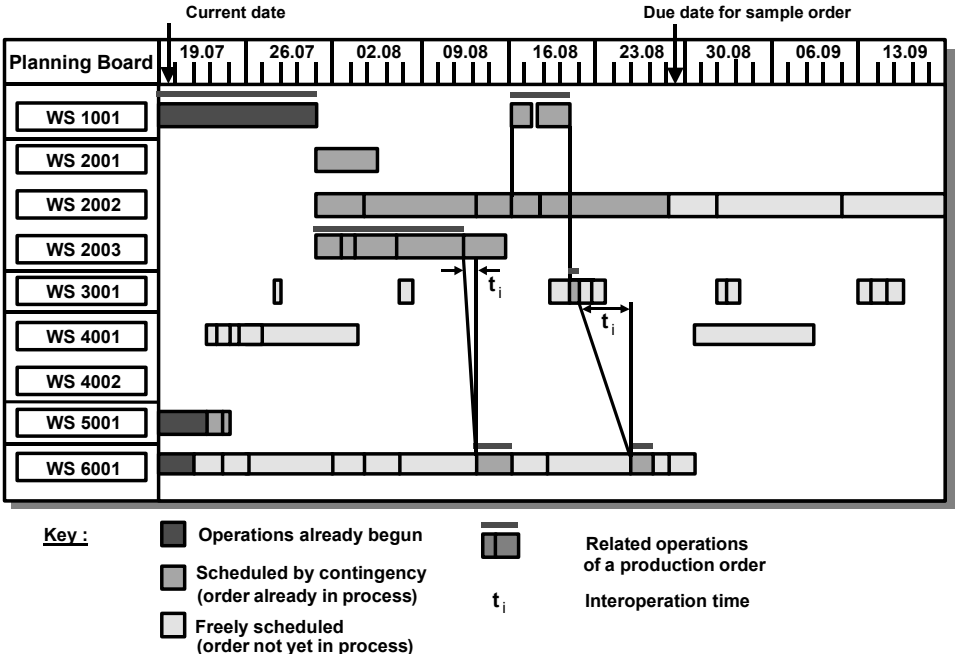 Current date
Due date for sample order
Planning Board
19.07 26.07 02.08 09.08 16.08 23.08 30.08 06.09 13.09
WS 1001
WS 2001
WS 2002
WS 2003
t i
WS 3001
t i
WS 4001
WS 4002
WS 5001
WS 6001
Key :
Operations already begun
Scheduled by contingency
(order already in process)
Freely scheduled
(order not yet in process)
Related operations
of a production order
t i
Interoperation time